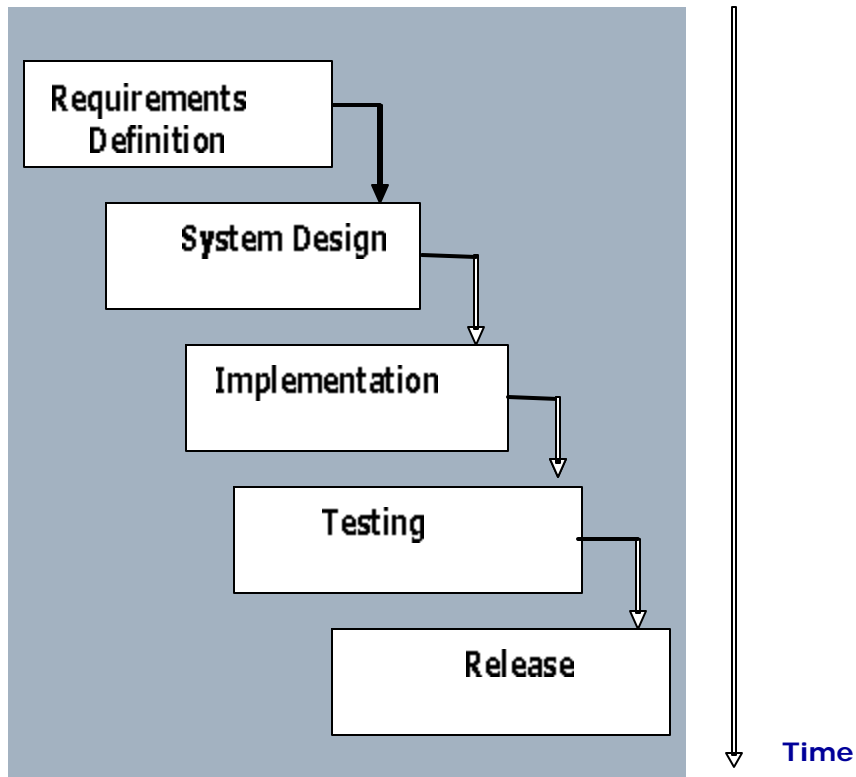 Requirements
Definition
System Design
Implementation
Testing
Release
Time